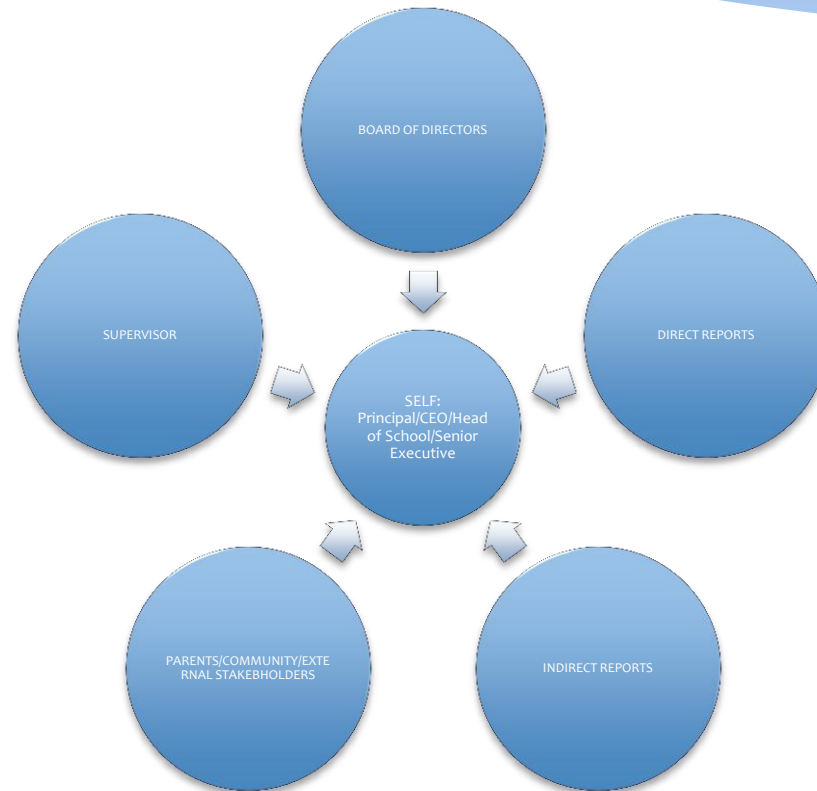 BOARD OF DIRECTORS
SUPERVISOR
DIRECT REPORTS
SELF:
Principal/CEO/Head
of School/Senior
Executive
PARENTS/COMMUNITY/EXTE
RNAL STAKEBHOLDERS
INDIRECT REPORTS